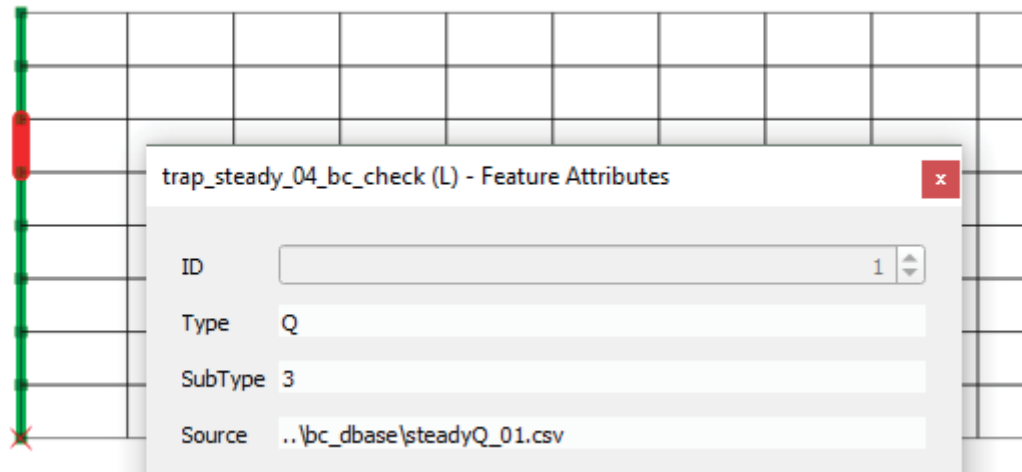 trap_steady_04_bc_check (L) - Feature Attributes
x
ID 1
Type Q
SubType 3
Source ..\bc_dbase\steadyQ_01.csv